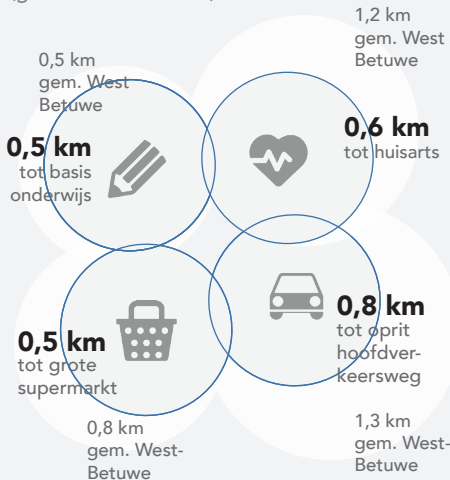 1,2 km
gem. West
Betuwe
0,5 km
gem. West
Betuwe
0,5 km
tot basis
onderwijs
0,6 km
tot huisarts
0,5 km
tot grote
supermarkt
0,8 km
tot oprit
hoofdver-
keersweg
0,8 km
gem. West-
Betuwe
1,3 km
gem. West-
Betuwe